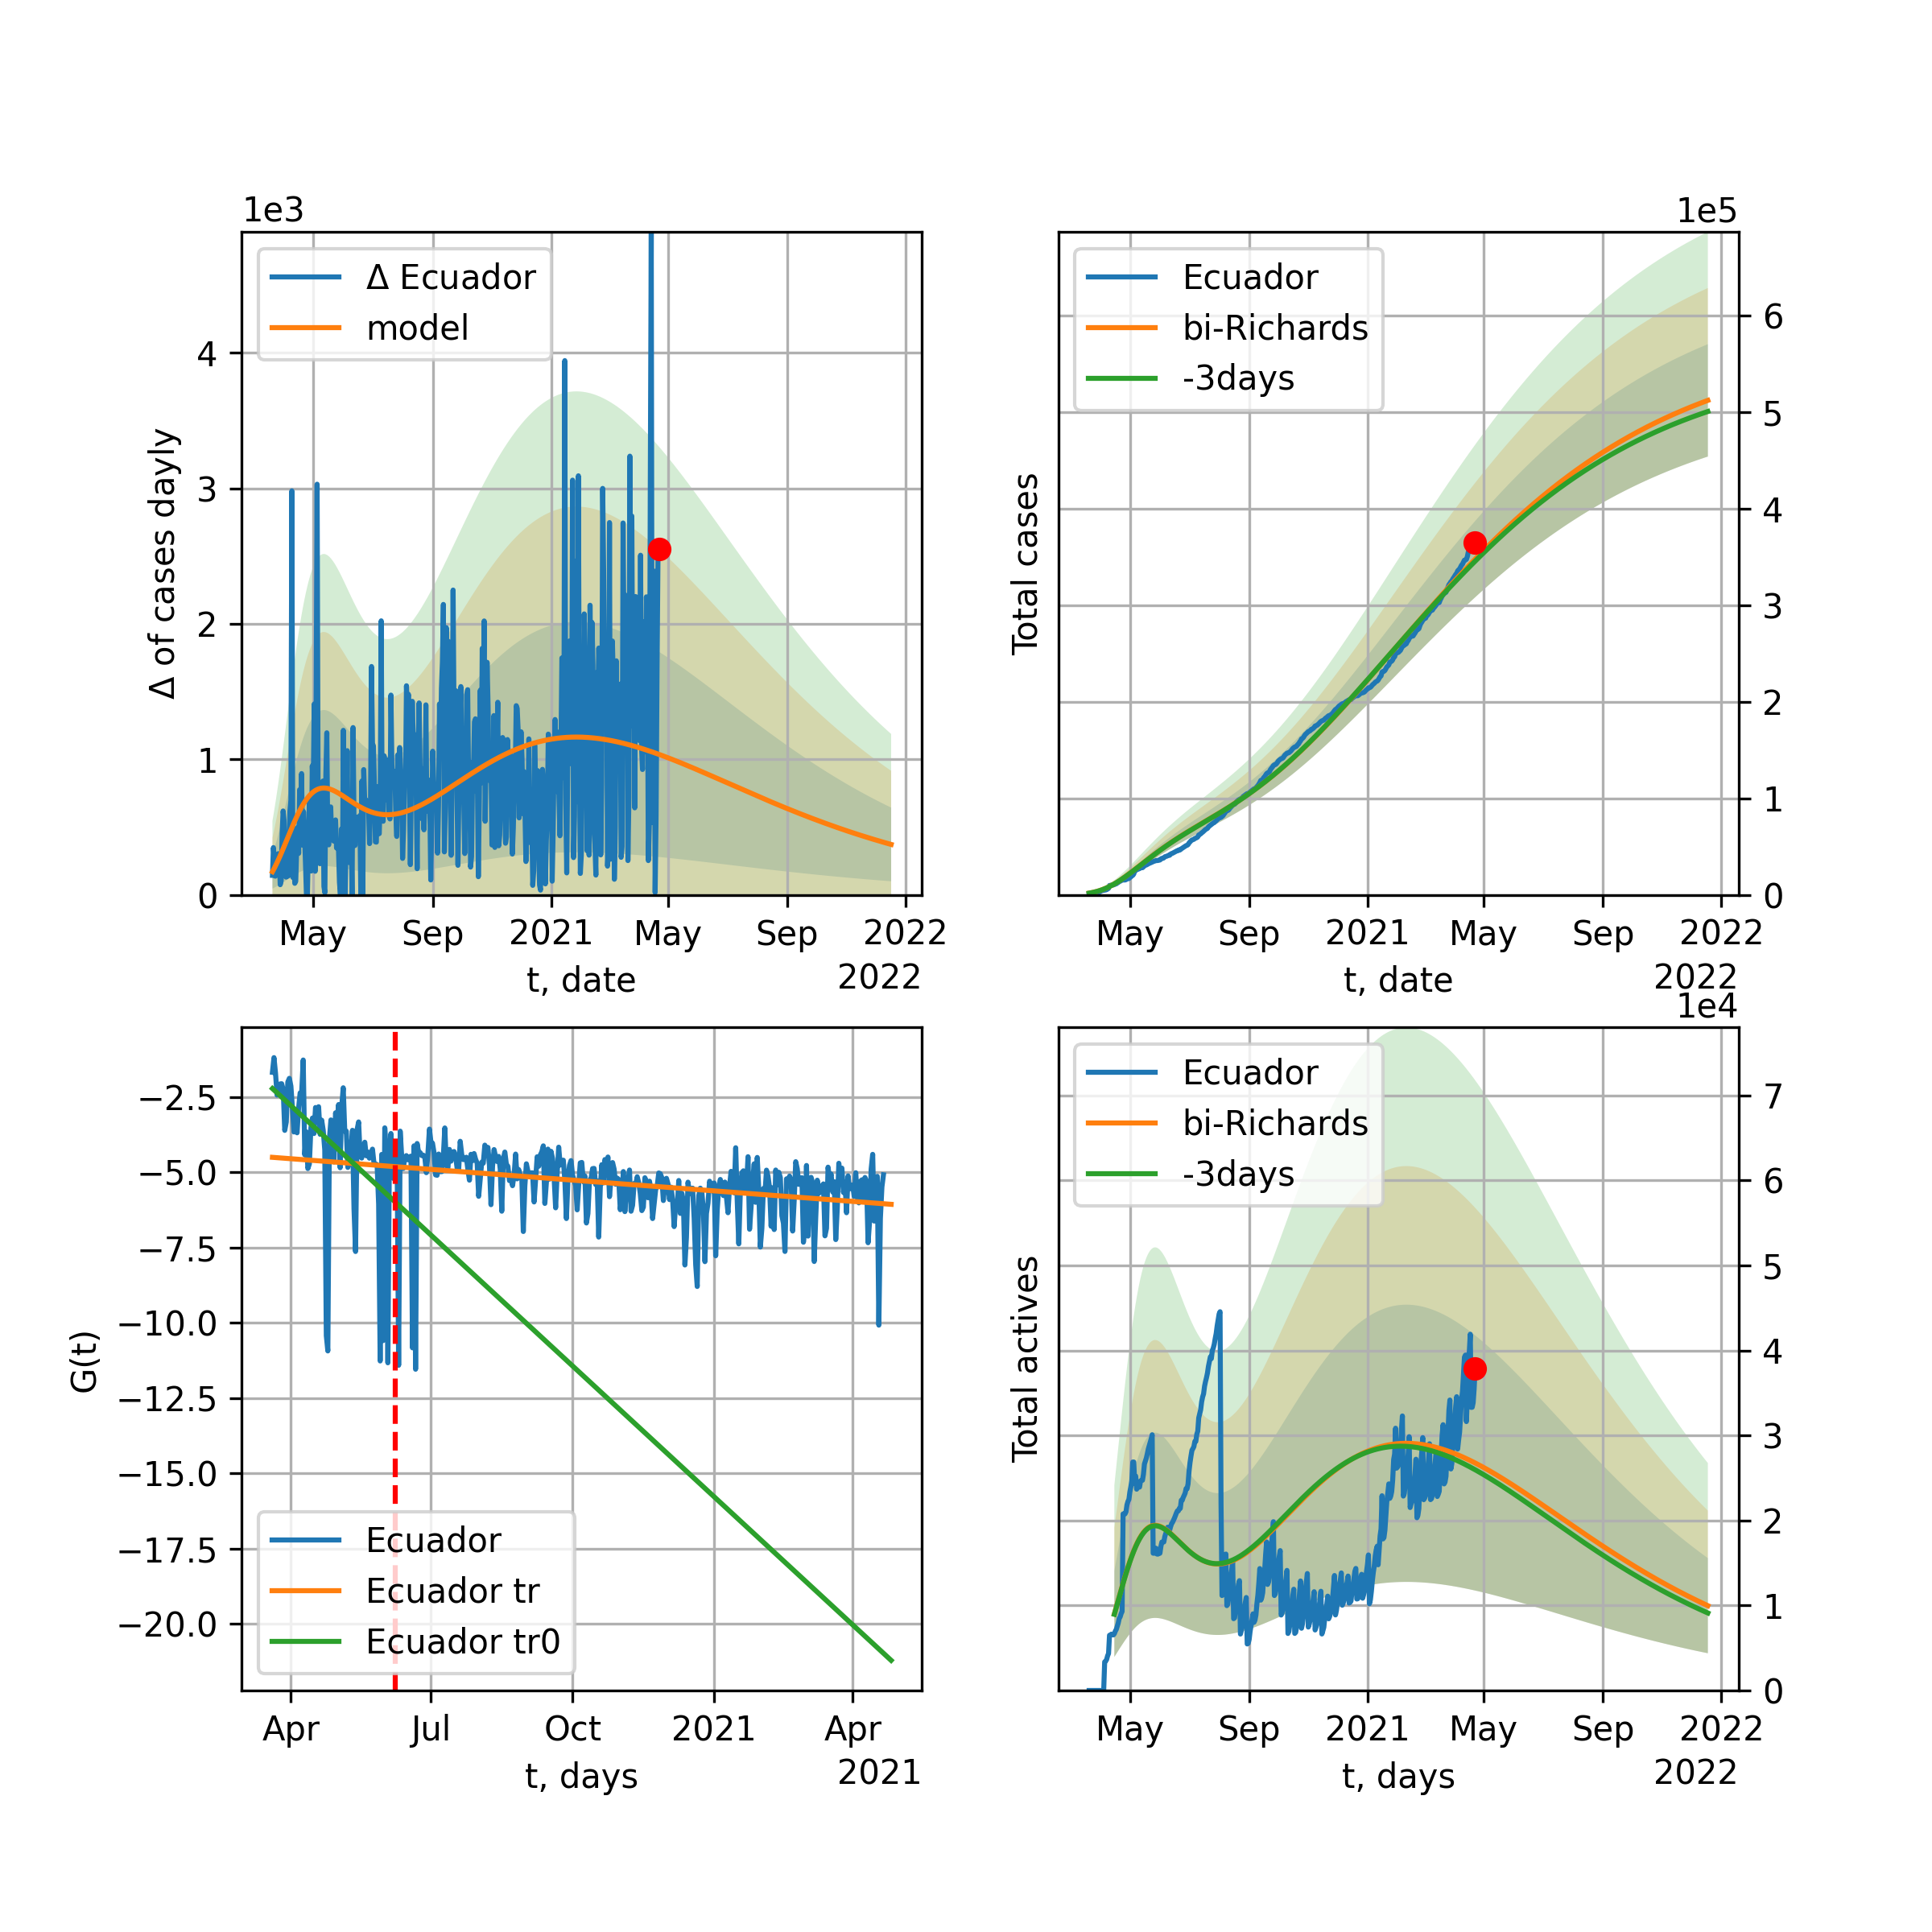 1e3
Δ of cases dayly
4
3
2
1
0
Δ Ecuador
model
May Sep 2021 May Sep 2022
t, date
2022
1e5
Total cases
Ecuador
bi-Richards
-3days
6
5
4
3
2
1
0
May Sep 2021 May Sep 2022
t, date
2022
G(t)
−2.5
−5.0
−7.5
−10.0
−12.5
−15.0
−17.5
−20.0
Ecuador
Ecuador tr
Ecuador tr0
Apr Jul Oct 2021 Apr
t, days
2021
1e4
Total actives
Ecuador
bi-Richards
-3days
7
6
5
4
3
2
1
0
May Sep 2021 May Sep 2022
t, days
2022